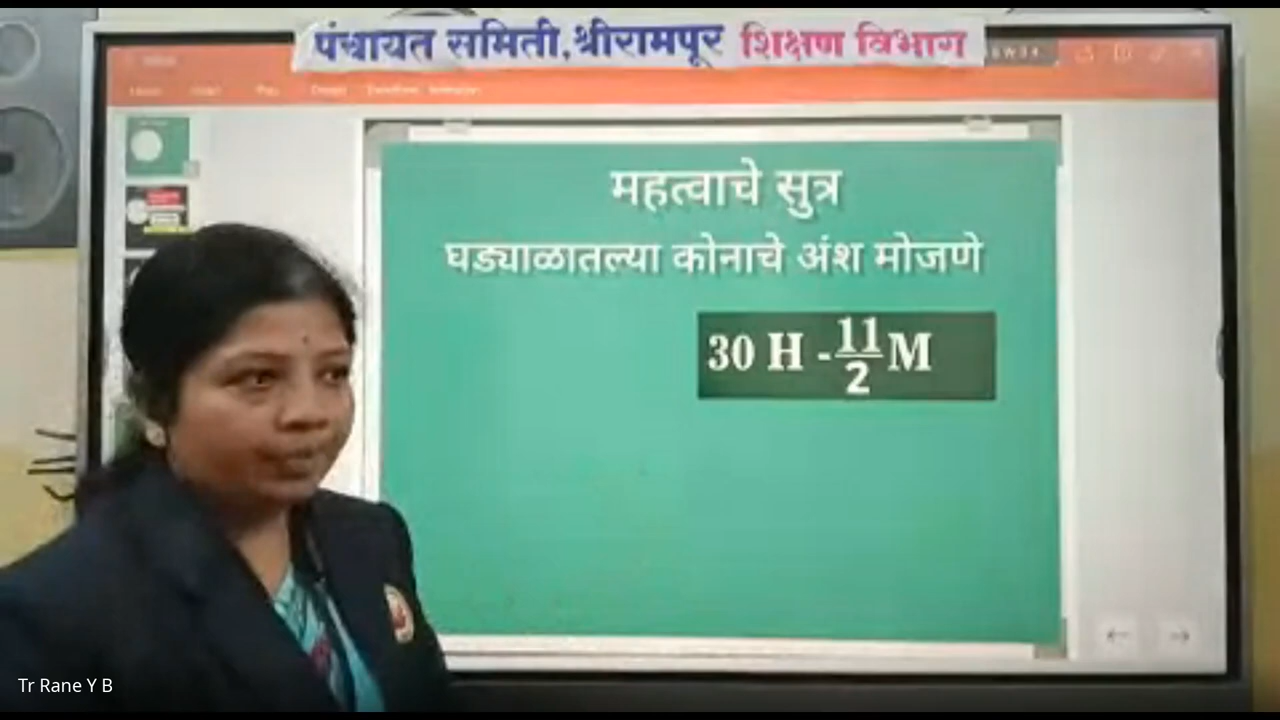 पंचायत समिती,श्रीरामपूर शिक्षण विभाग
महत्वाचे सुत्र
घड्याळातल्या कोनाचे अंश मोजणे
30 H -11/2 M
Tr Rane Y B